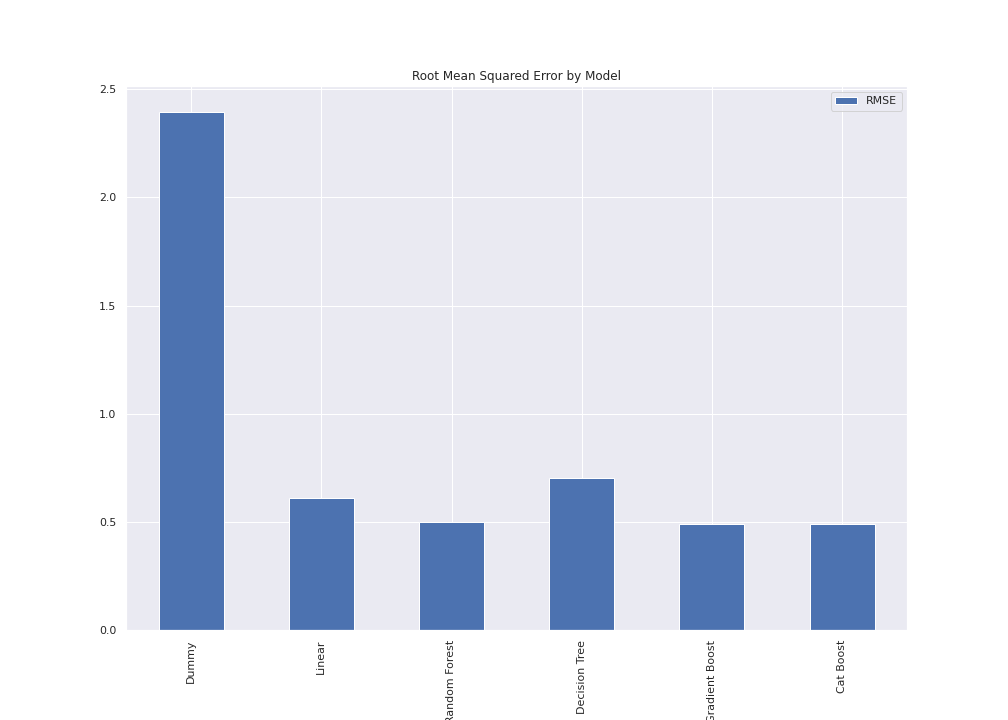 Root Mean Squared Error by Model
RMSE
2.5
2.0
1.5
1.0
0.5
0.0
Dummy
Linear
Random Forest
Decision Tree
Gradient Boost
Cat Boost